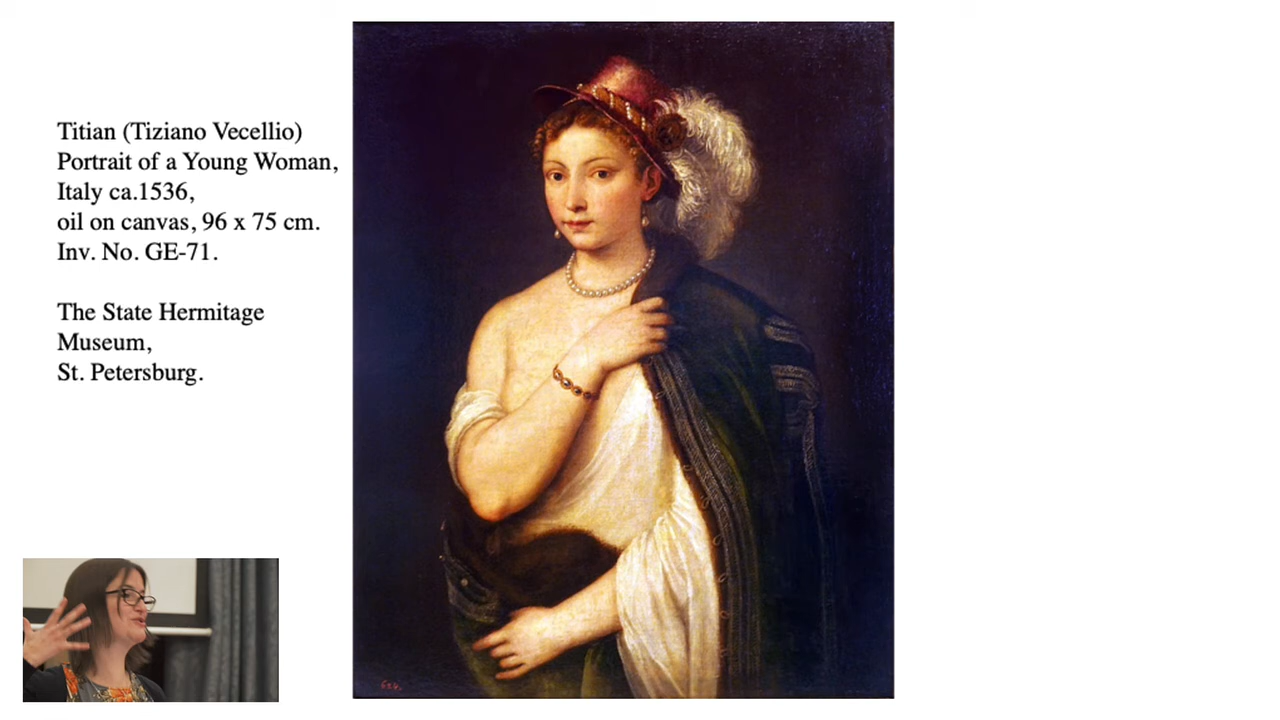 Titian (Tiziano Vecellio)
Portrait of a Young Woman,
Italy ca.1536,
oil on canvas, 96 x 75 cm.
Inv. No. GE-71.
The State Hermitage
Museum,
St. Petersburg.